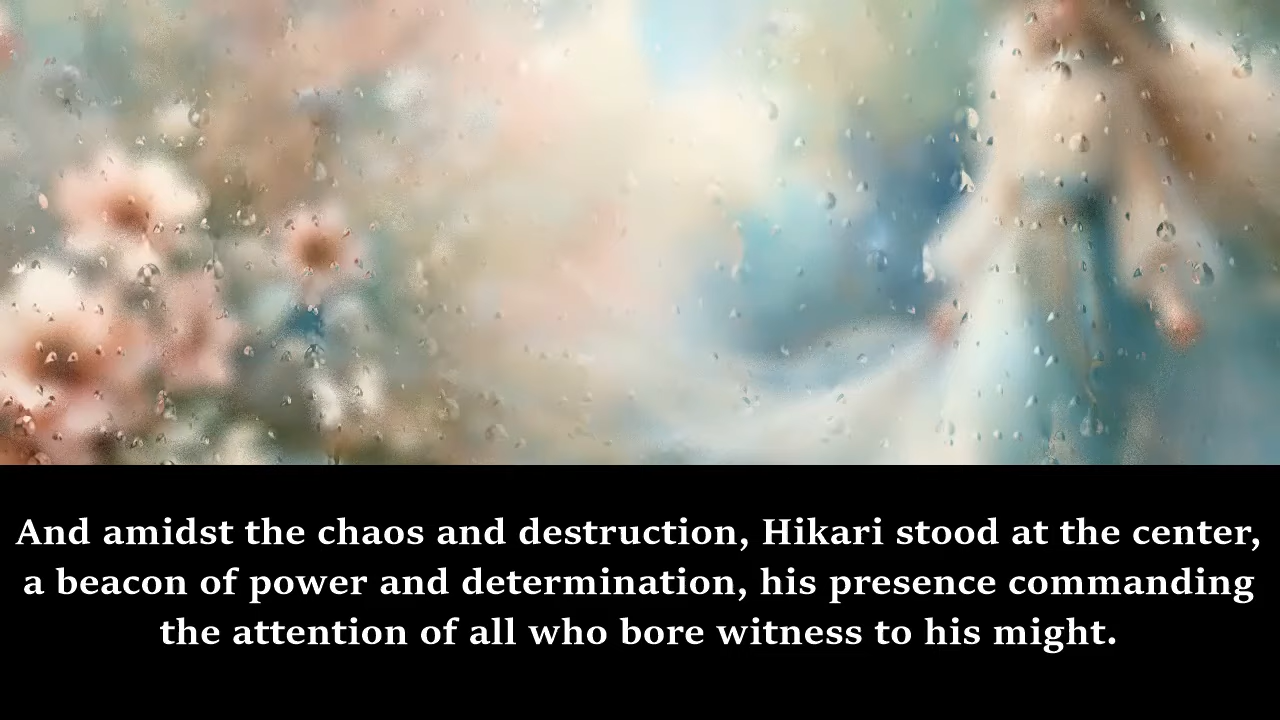 And amidst the chaos and destruction, Hikari stood at the center,
a beacon of power and determination, his presence commanding
the attention of all who bore witness to his might.